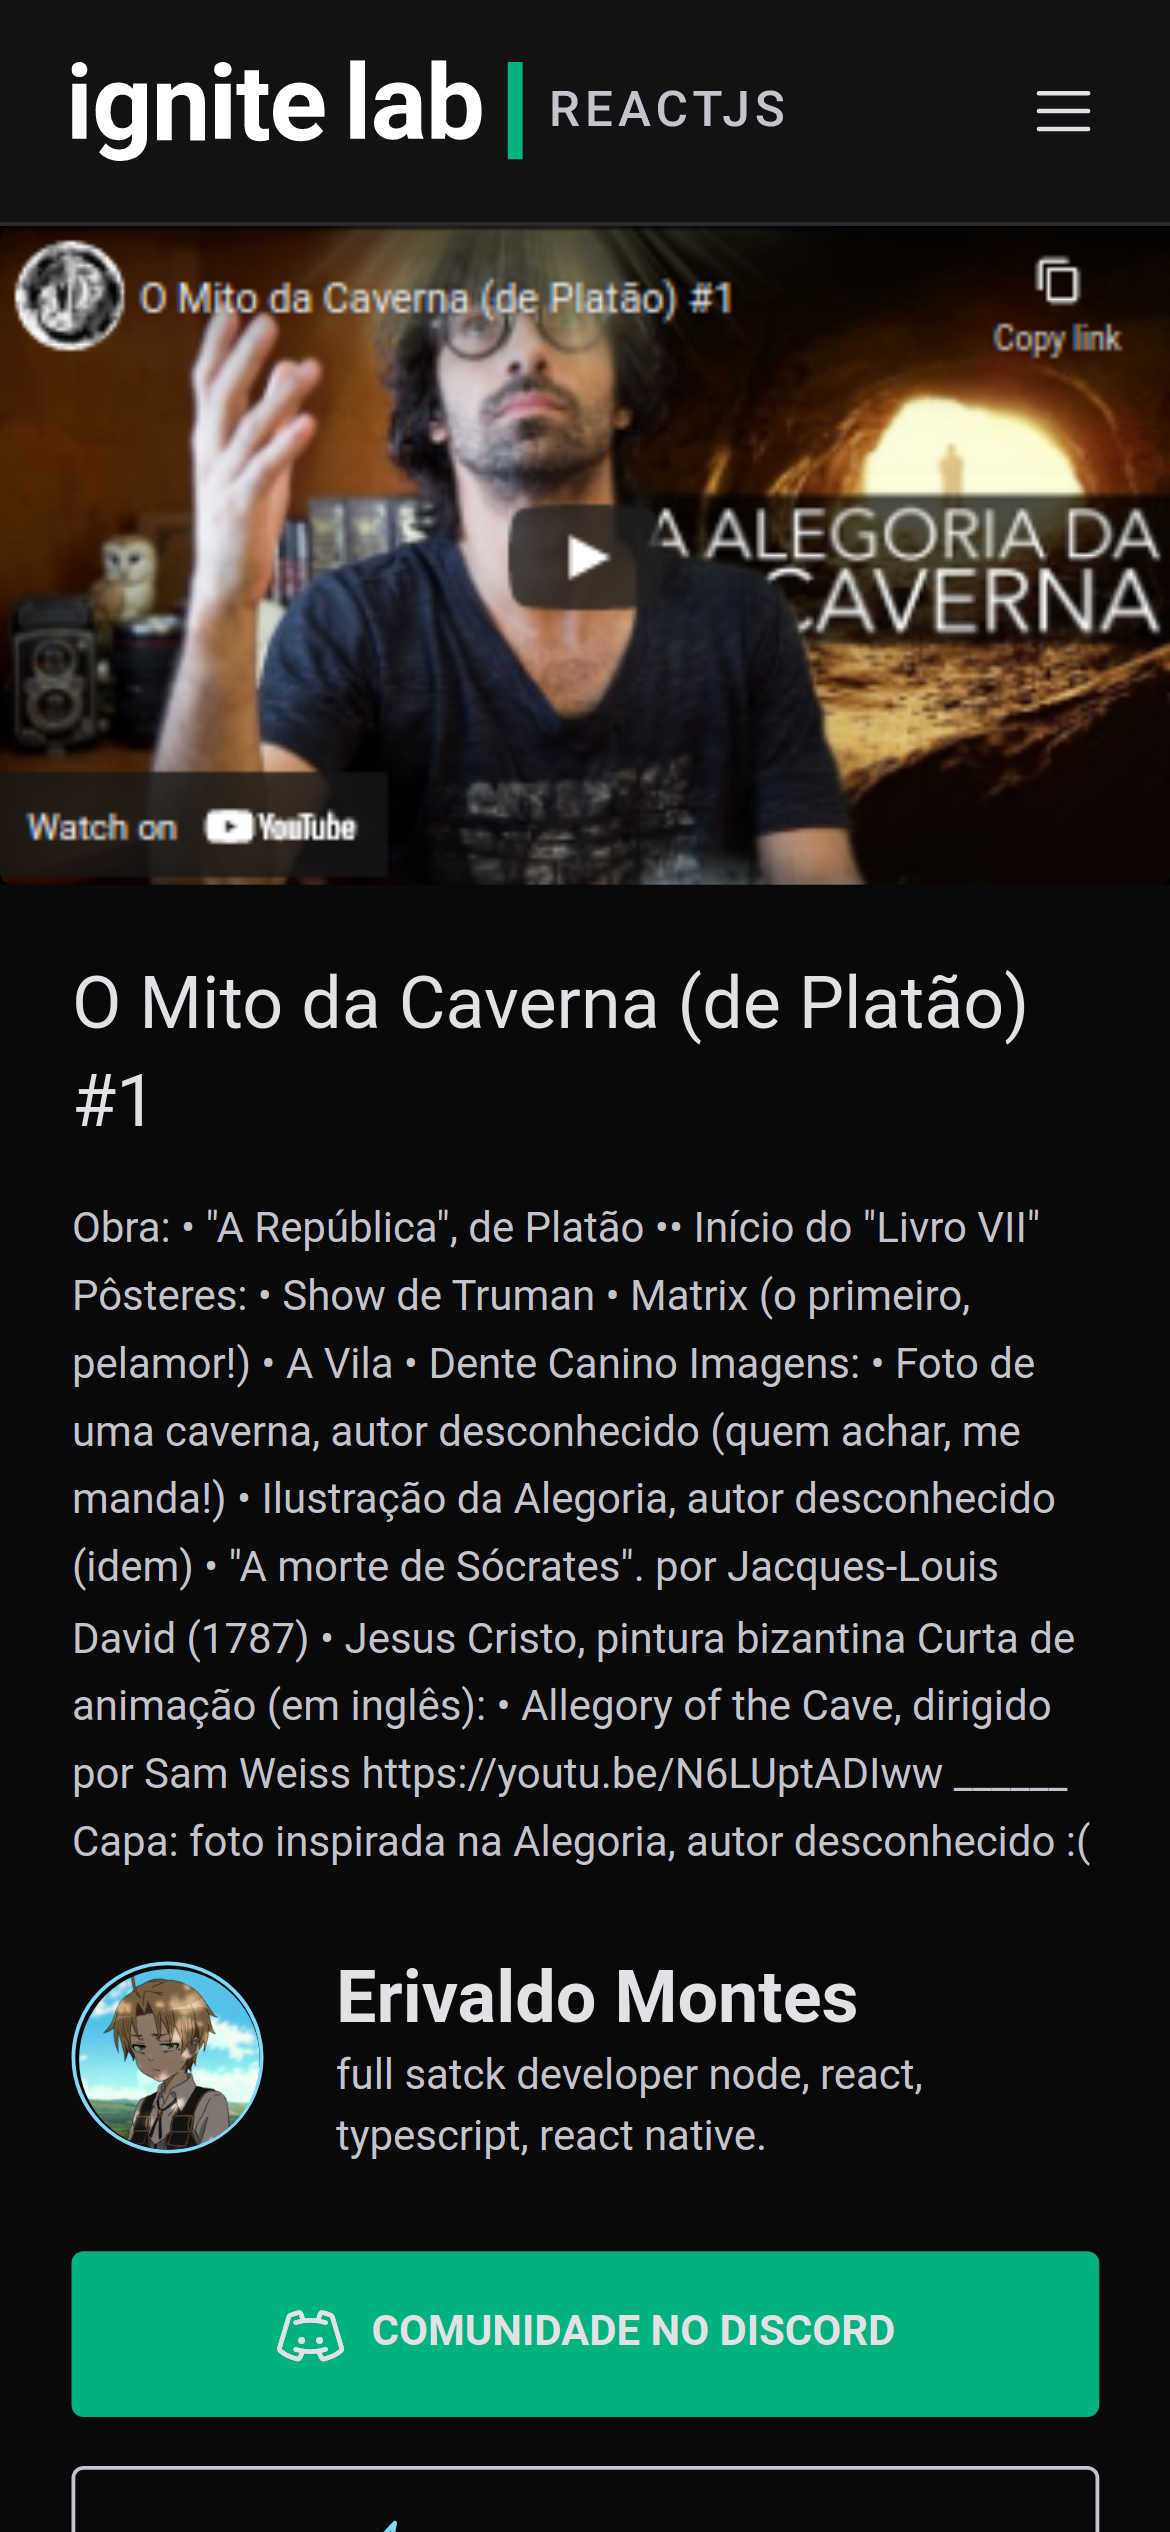 ignite lab REACTJS
O Mito da Caverna (de Platão) #1
Copy link
A ALEGORIA DA
CAVERNA
Watch on YouTube
O Mito da Caverna (de Platão)
#1
Obra: • "A República", de Platão •• Início do "Livro VII"
Pôsteres: • Show de Truman • Matrix (o primeiro,
pelamor!) • A Vila • Dente Canino Imagens: • Foto de
uma caverna, autor desconhecido (quem achar, me
manda!) • Ilustração da Alegoria, autor desconhecido
(idem) • "A morte de Sócrates". por Jacques-Louis
David (1787) • Jesus Cristo, pintura bizantina Curta de
animação (em inglês): • Allegory of the Cave, dirigido
por Sam Weiss https://youtu.be/N6LUptADIww ______
Capa: foto inspirada na Alegoria, autor desconhecido :(
Erivaldo Montes
full satck developer node, react,
typescript, react native.
COMUNIDADE NO DISCORD